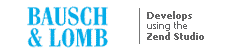 BAUSCH
& LOMB
Develops
using the
Zend Studio